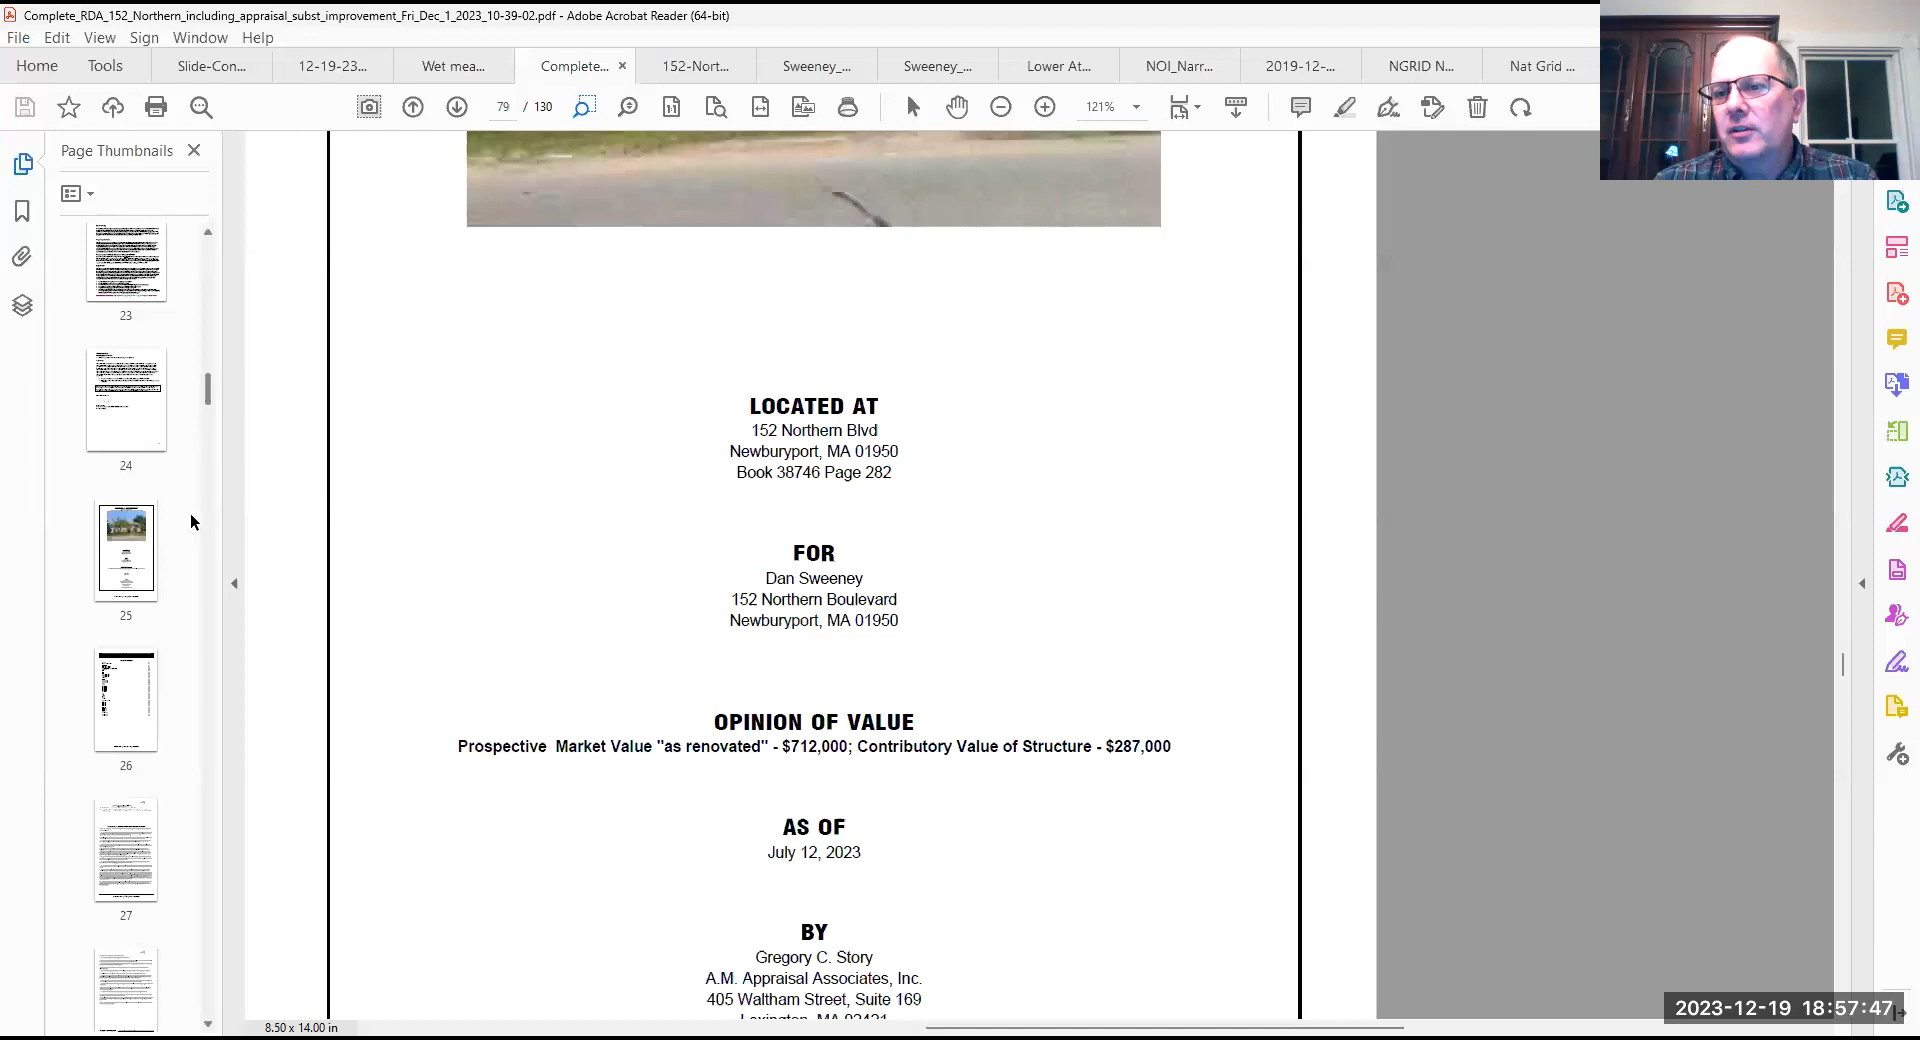 Complete_RDA_152_Northern_including_appraisal_subst_improvement_Fri_Dec_1_2023_10-39-02.pdf - Adobe Acrobat Reader (64-bit)
File Edit View Sign Window Help
Home Tools Slide-Con... 12-19-23... Wet mea... Complete... × 152-Nort... Sweeney_... Sweeney_... Lower At... NOI_Narr... 2019-12-... NGRID N... Nat Grid ...
79 / 130 121%
Page Thumbnails
23
24
25
26
27
LOCATED AT
152 Northern Blvd
Newburyport, MA 01950
Book 38746 Page 282
FOR
Dan Sweeney
152 Northern Boulevard
Newburyport, MA 01950
OPINION OF VALUE
Prospective Market Value "as renovated" - $712,000; Contributory Value of Structure - $287,000
AS OF
July 12, 2023
BY
Gregory C. Story
A.M. Appraisal Associates, Inc.
405 Waltham Street, Suite 169
Lexington, MA 02421
8.50 x 14.00 in
2023-12-19 18:57:47